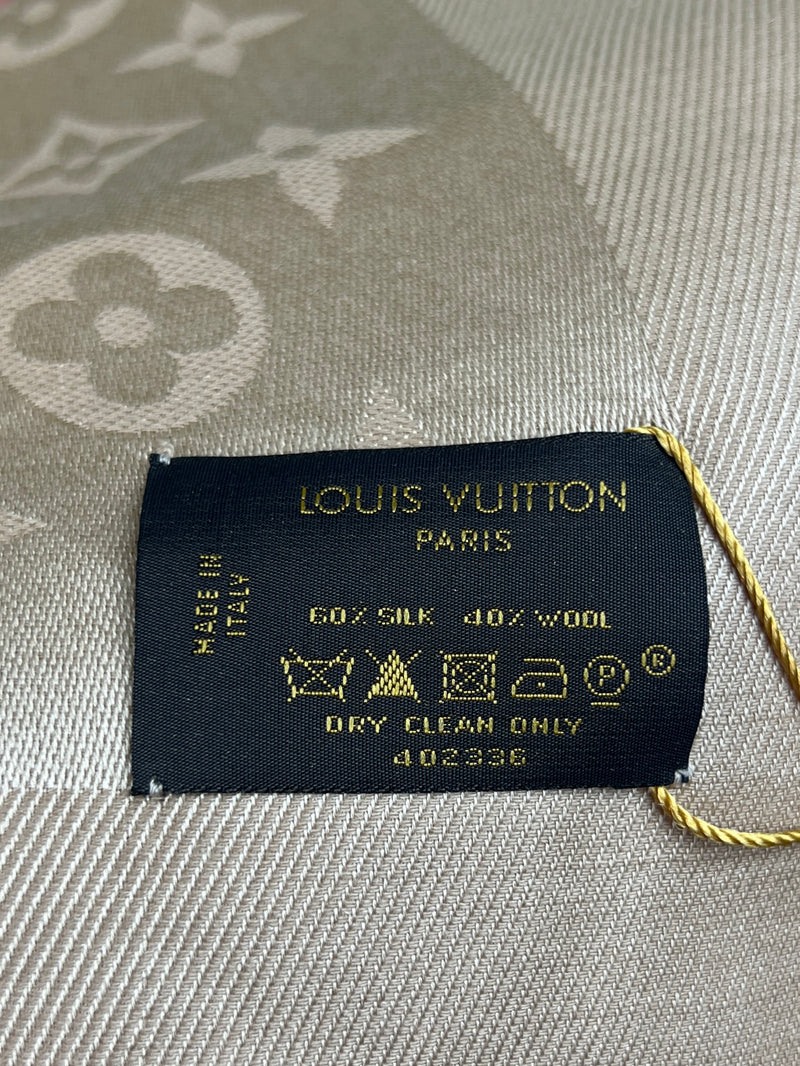 LOUIS VUITTON
PARIS
MADE IN
ITALY
60% SILK 40% WOOL
P
®
DRY CLEAN ONLY
402336